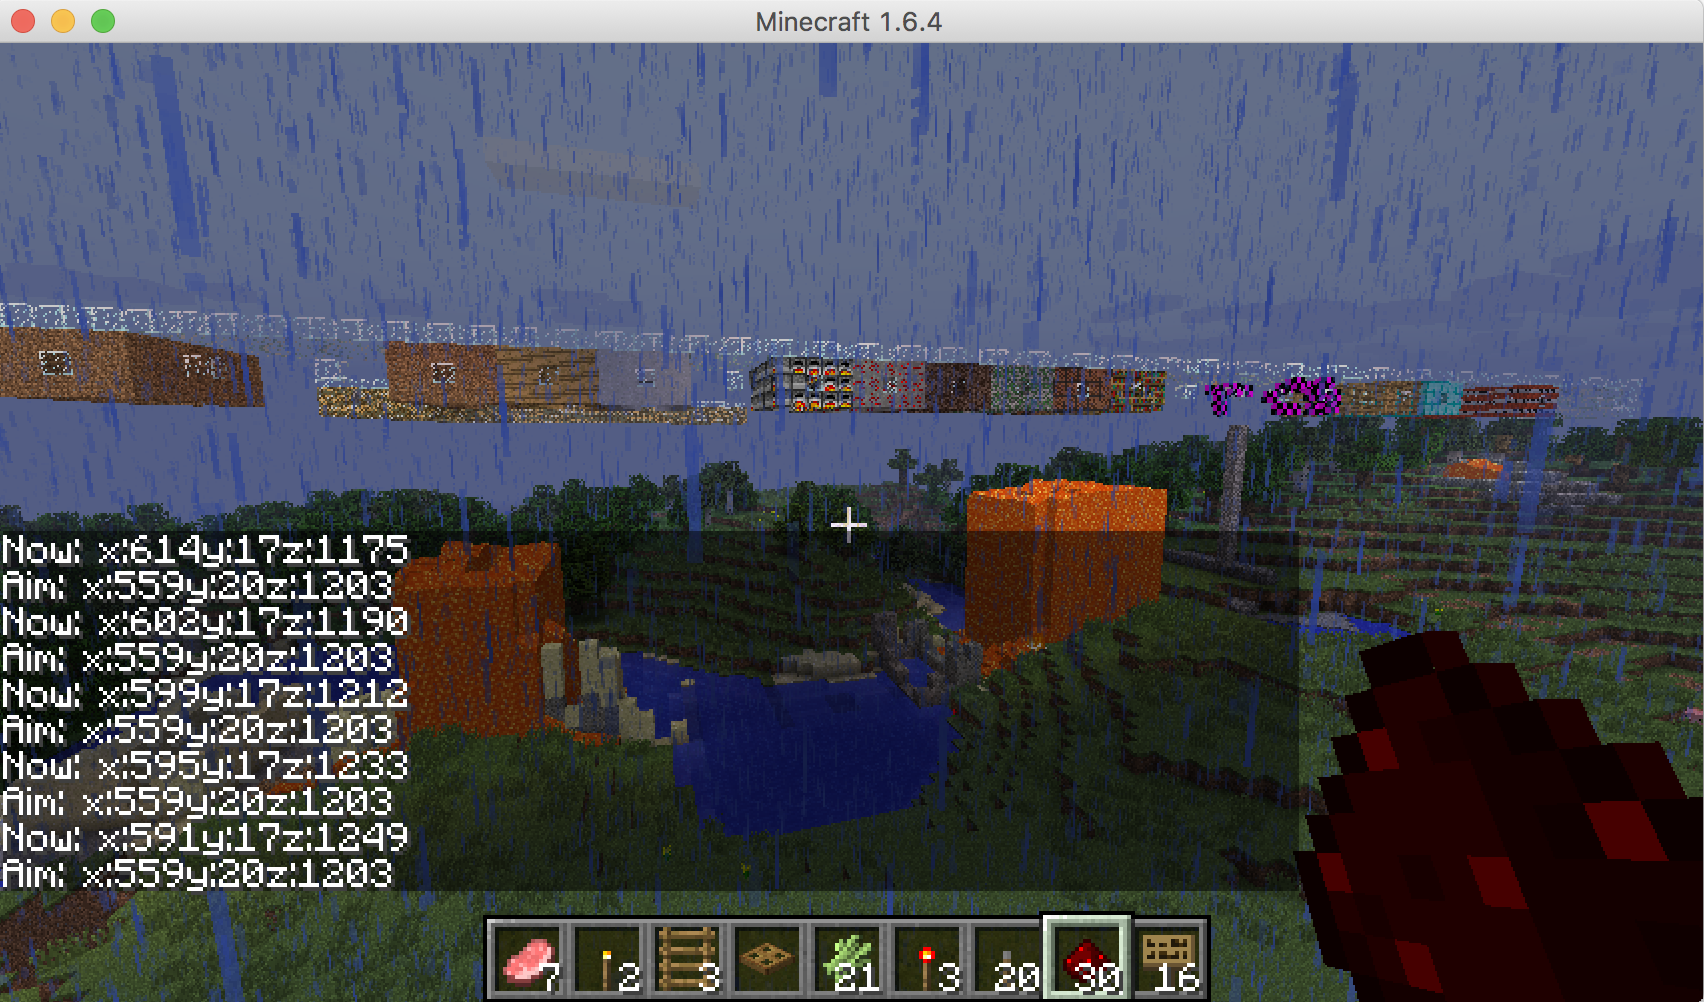 Minecraft 1.6.4
Now: x:614y:17z:1175
Aim: x:559y:20z:1203
Now: x:602y:17z:1190
Aim: x:559y:20z:1203
Now: x:599y:17z:1212
Aim: x:559y:20z:1203
Now: x:595y:17z:1233
Aim: x:559y:20z:1203
Now: x:591y:17z:1249
Aim: x:559y:20z:1203
7 2 3 21 3 20 30 16